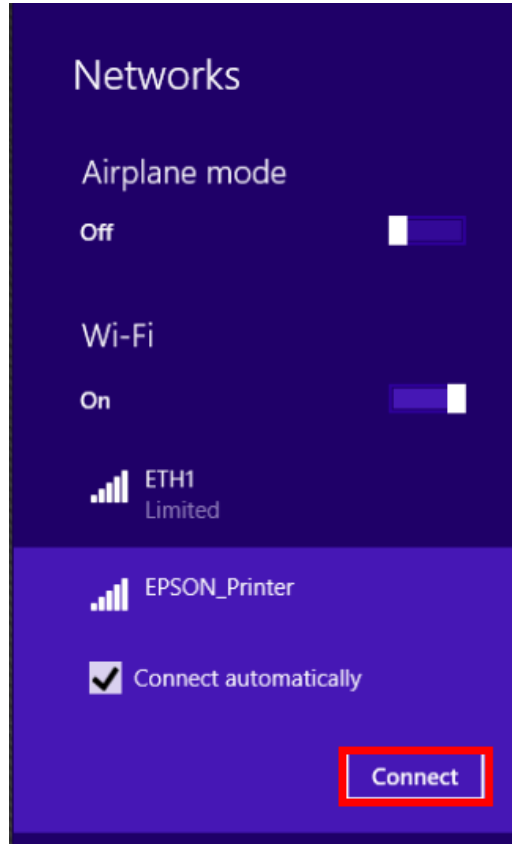 Networks
Airplane mode
Off
Wi-Fi
On
ETH1
Limited
EPSON_Printer
Connect automatically
Connect